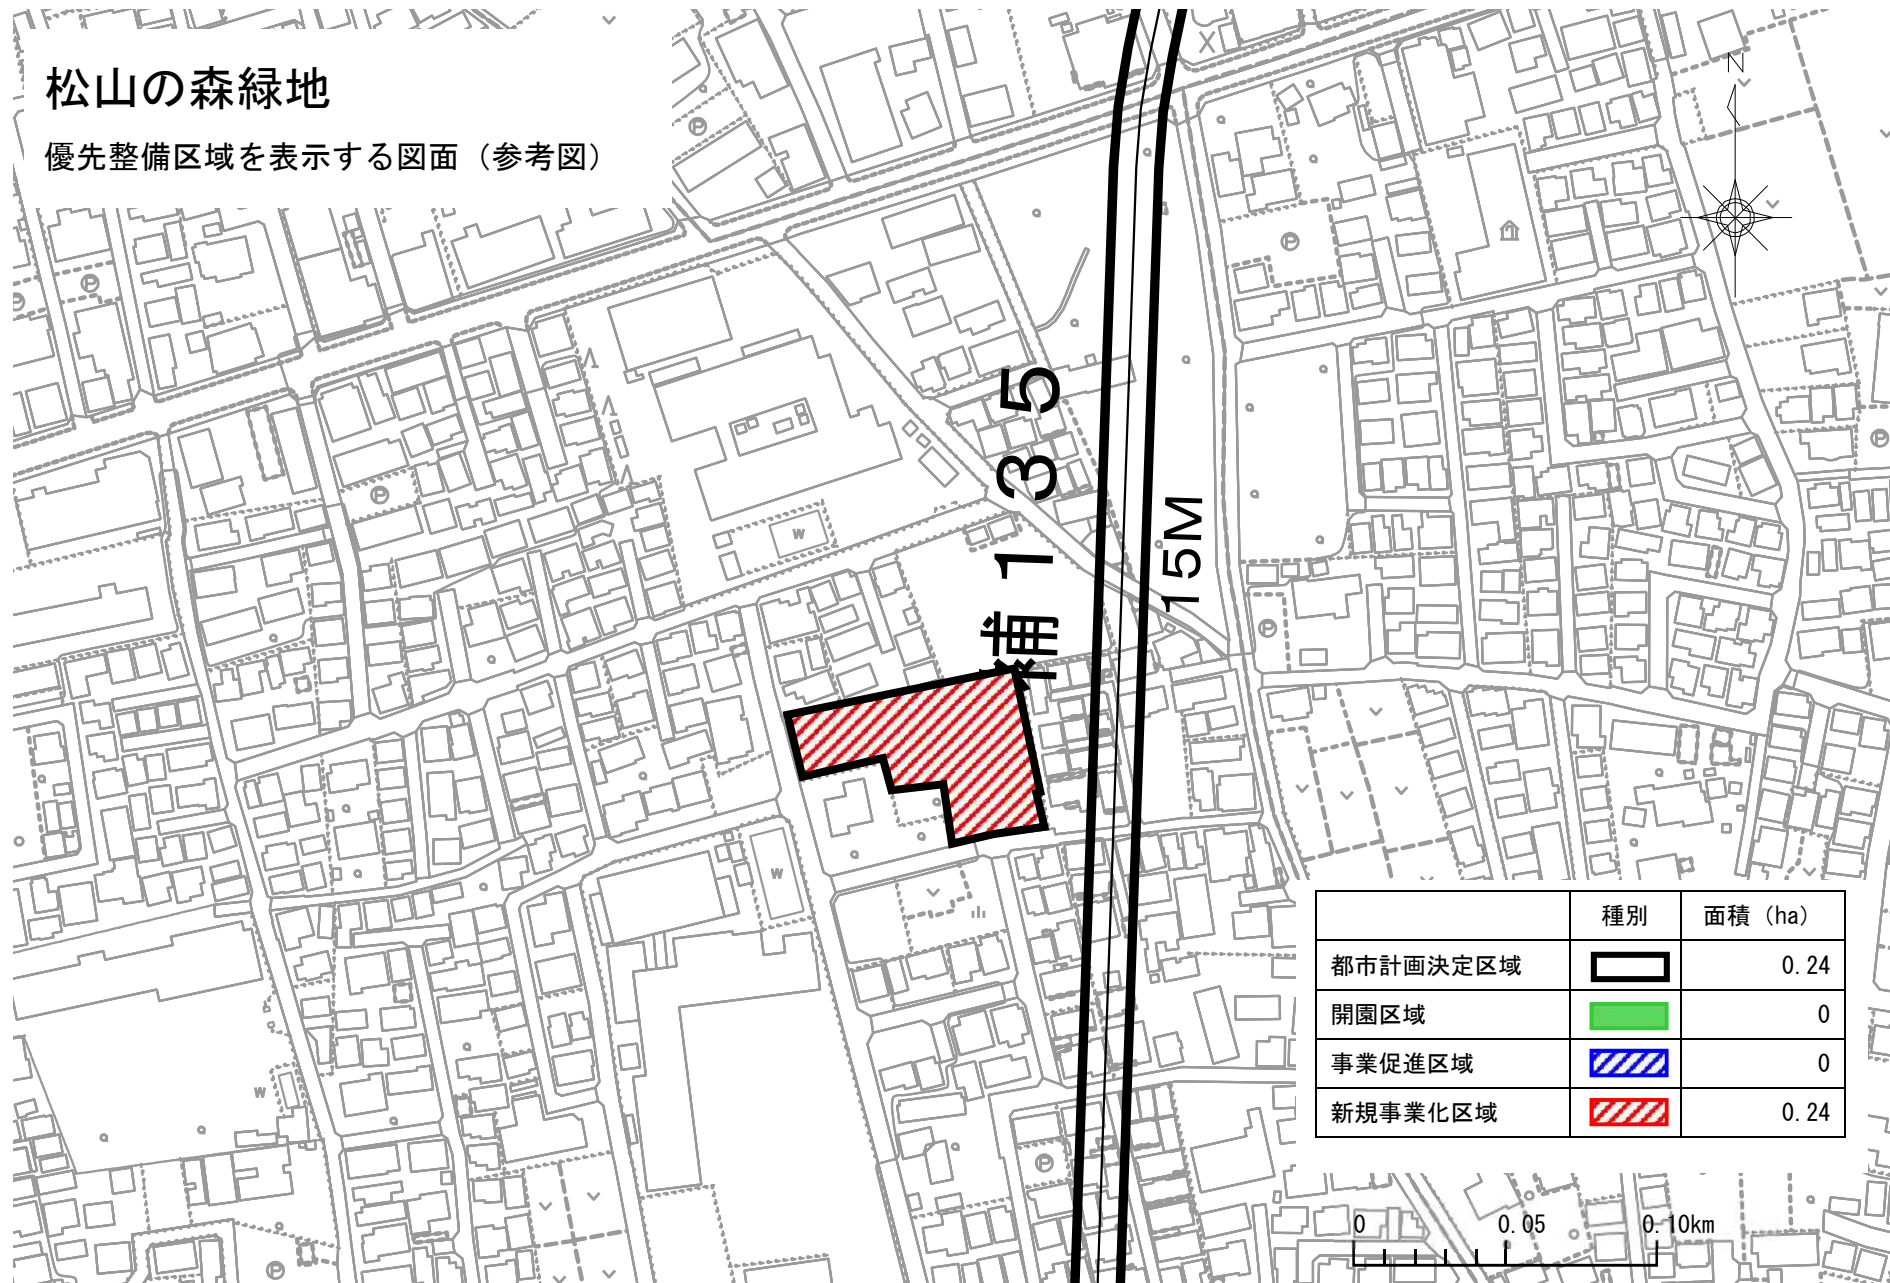 松山の森緑地
優先整備区域を表示する図面（参考図）
N
補135
15M
種別 面積（ha）
都市計画決定区域 0.24
開園区域 0
事業促進区域 0
新規事業化区域 0.24
0 0.05 0.10km
W
W
W
P
P
P
P
P
P
P
P
P